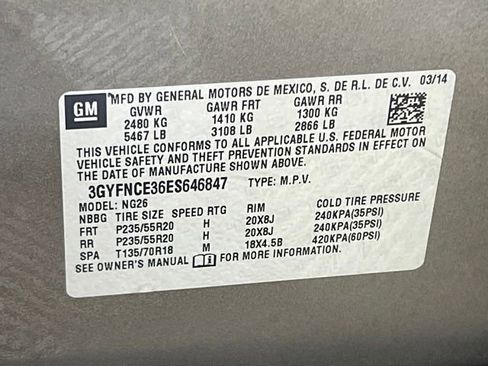 GM
MFD BY GENERAL MOTORS DE MEXICO, S. DE R.L. DE C.V. 03/14
GVWR GAWR FRT GAWR RR
2480 KG 1410 KG 1300 KG
5467 LB 3108 LB 2866 LB
THIS VEHICLE CONFORMS TO ALL APPLICABLE U.S. FEDERAL MOTOR
VEHICLE SAFETY AND THEFT PREVENTION STANDARDS IN EFFECT ON
THE DATE OF MANUFACTURE SHOWN ABOVE.
3GYFNCE36ES646847 TYPE: M.P.V.
MODEL: NG26
NBBG TIRE SIZE SPEED RTG RIM COLD TIRE PRESSURE
FRT P235/55R20 H 20X8J 240KPA(35PSI)
RR P235/55R20 H 20X8J 240KPA(35PSI)
SPA T135/70R18 M 18X4.5B 420KPA(60PSI)
SEE OWNER'S MANUAL FOR MORE INFORMATION.